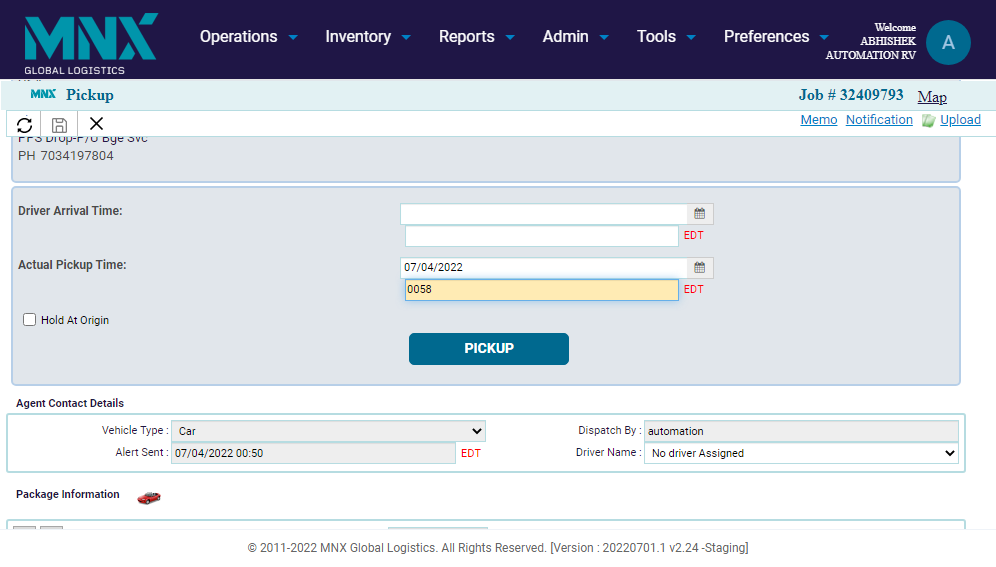 MNX
GLOBAL LOGISTICS
Operations
Inventory
Reports
Admin
Tools
Preferences
Welcome
ABHISHEK
AUTOMATION RV
A
MNX Pickup
Job # 32409793 Map
Memo Notification Upload
PPS Drop-P/U Bge Svc
PH 7034197804
Driver Arrival Time:
EDT
Actual Pickup Time:
07/04/2022
0058 EDT
Hold At Origin
PICKUP
Agent Contact Details
Vehicle Type : Car
Dispatch By : automation
Alert Sent : 07/04/2022 00:50 EDT
Driver Name : No driver Assigned
Package Information
© 2011-2022 MNX Global Logistics. All Rights Reserved. [Version : 20220701.1 v2.24 -Staging]